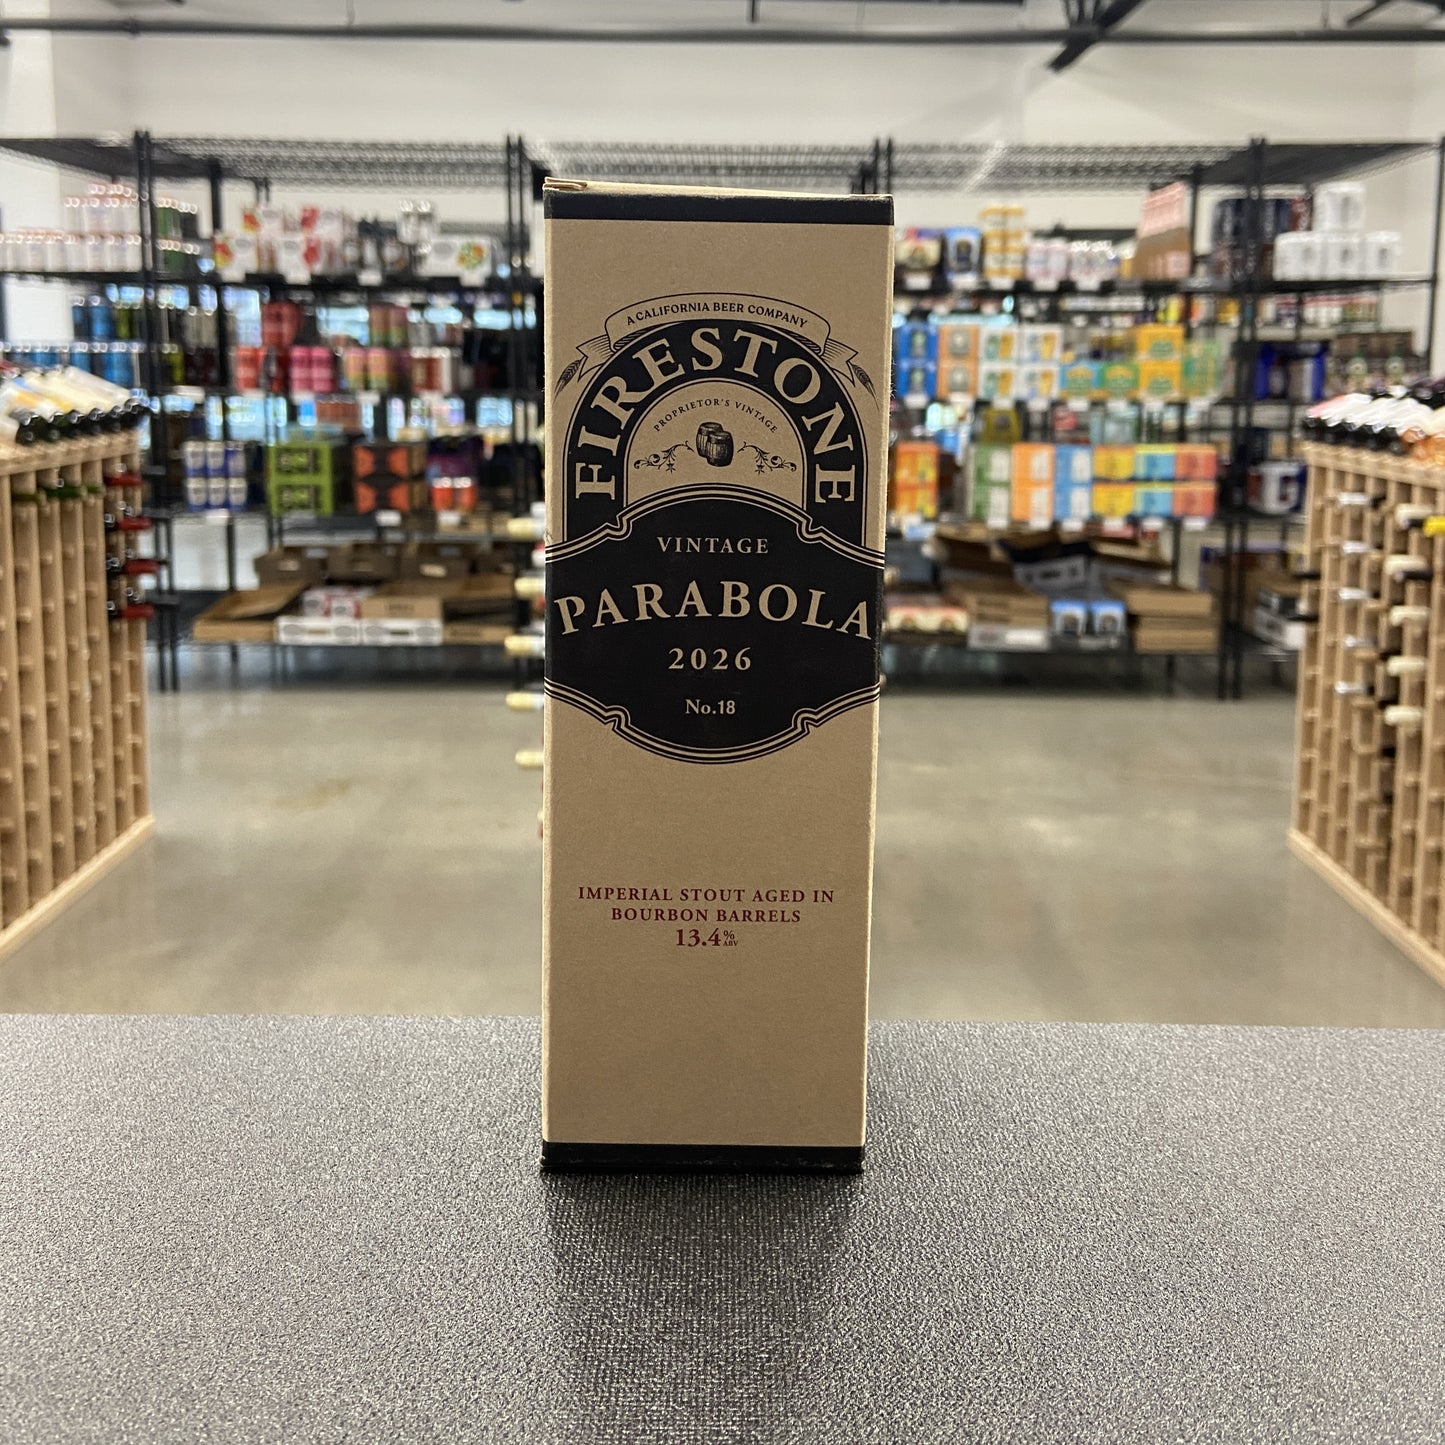 A CALIFORNIA BEER COMPANY
FIRESTONE
PROPRIETOR'S VINTAGE
VINTAGE
PARABOLA
2026
No.18
IMPERIAL STOUT AGED IN
BOURBON BARRELS
13.4% ABV